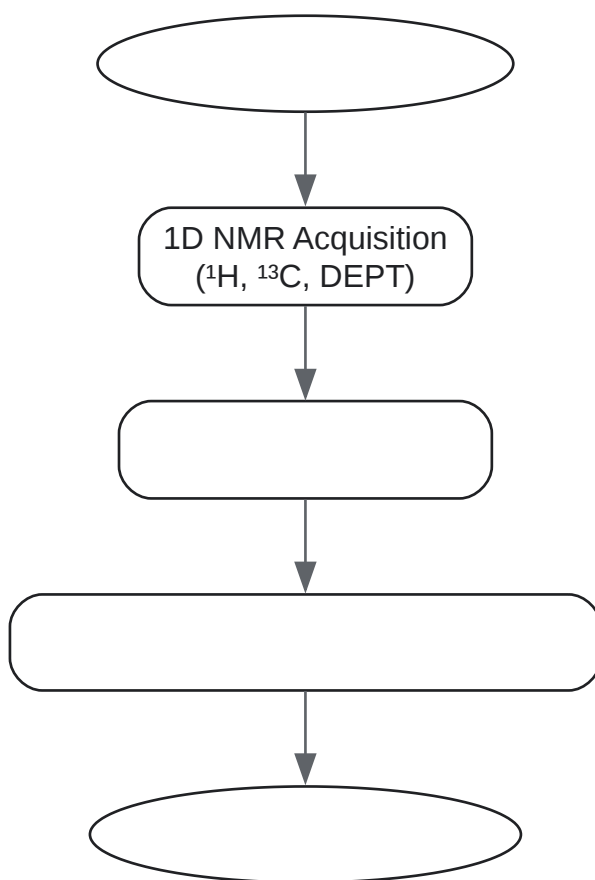 1D NMR Acquisition
(¹H, ¹³C, DEPT)